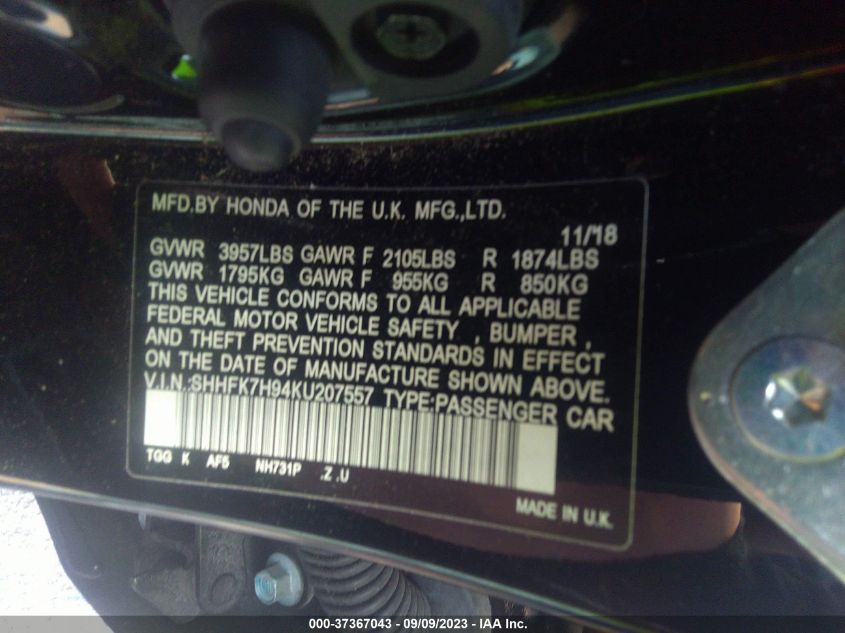 MFD.BY HONDA OF THE U.K. MFG.,LTD.
11/18
GVWR 3957LBS GAWR F 2105LBS R 1874LBS
GVWR 1795KG GAWR F 955KG R 850KG
THIS VEHICLE CONFORMS TO ALL APPLICABLE
FEDERAL MOTOR VEHICLE SAFETY , BUMPER ,
AND THEFT PREVENTION STANDARDS IN EFFECT
ON THE DATE OF MANUFACTURE SHOWN ABOVE.
V.I.N.:SHHFK7H94KU207557 TYPE:PASSENGER CAR
TGG K AF5 NH731P .Z .U
MADE IN U.K.
000-37367043 - 09/09/2023 - IAA Inc.